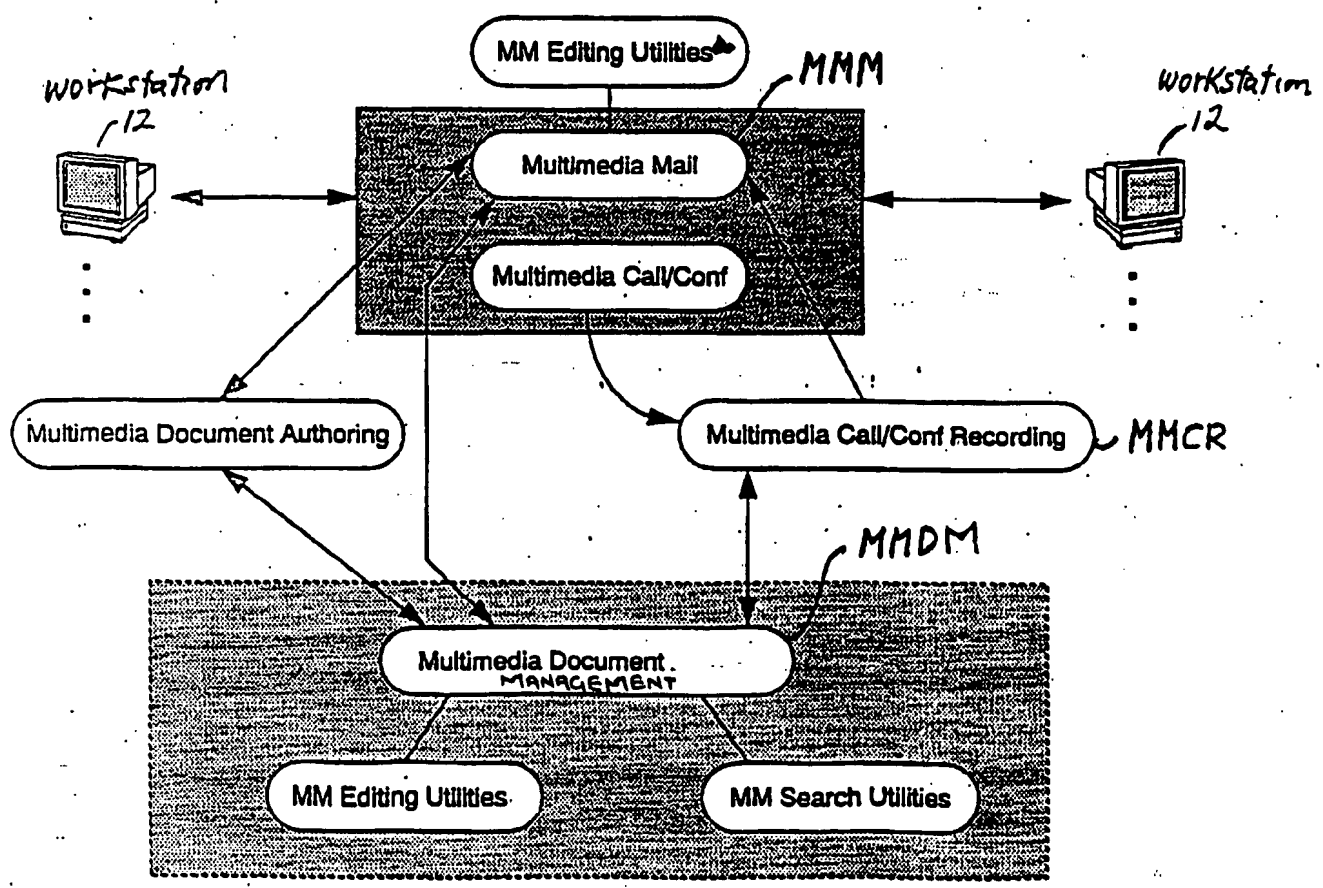 MM Editing Utilities
MMM
workstation
12
workstation
12
Multimedia Mail
Multimedia Call/Conf
Multimedia Document Authoring
Multimedia Call/Conf Recording
MMCR
MMDM
Multimedia Document
MANAGEMENT
MM Editing Utilities
MM Search Utilities